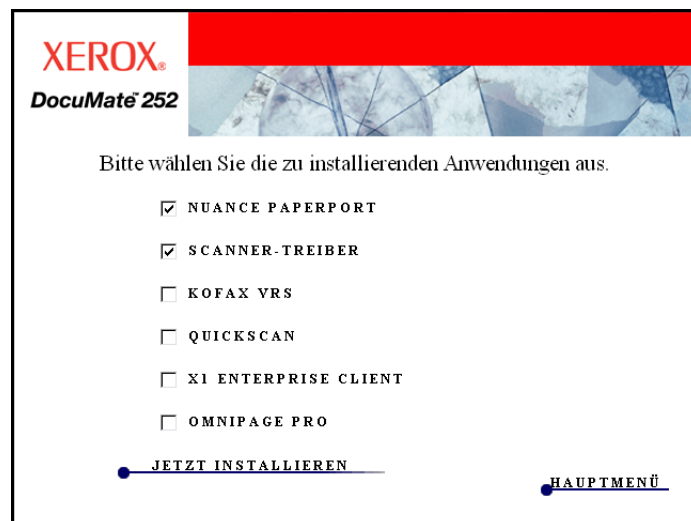 XEROX®
DocuMate™ 252
Bitte wählen Sie die zu installierenden Anwendungen aus.
NUANCE PAPERPORT
SCANNER-TREIBER
KOFAX VRS
QUICKSCAN
X1 ENTERPRISE CLIENT
OMNIPAGE PRO
JETZT INSTALLIEREN
HAUPTMENÜ